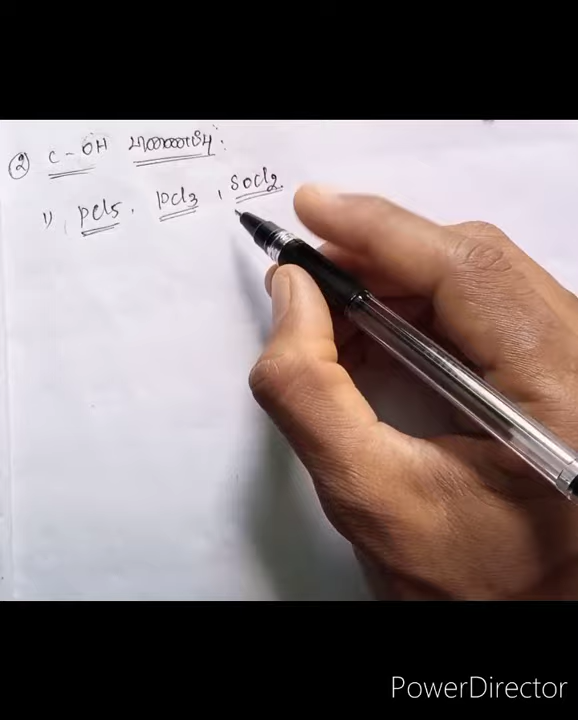 ② C - OH
1) PCl5, PCl3, SOCl2.
PowerDirector